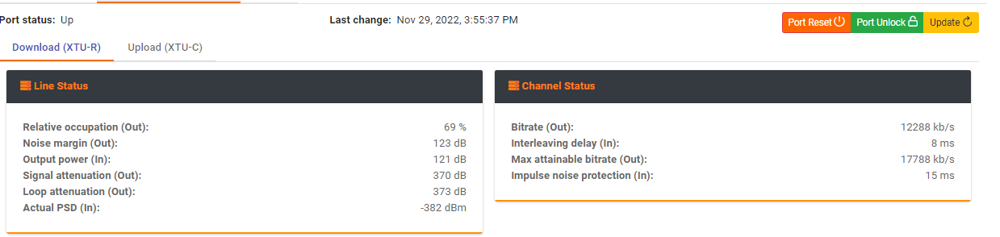 Port status: Up Last change: Nov 29, 2022, 3:55:37 PM Port Reset Port Unlock Update
Download (XTU-R) Upload (XTU-C)
Line Status
Relative occupation (Out): 69 %
Noise margin (Out): 123 dB
Output power (In): 121 dB
Signal attenuation (Out): 370 dB
Loop attenuation (Out): 373 dB
Actual PSD (In): -382 dBm
Channel Status
Bitrate (Out): 12288 kb/s
Interleaving delay (In): 8 ms
Max attainable bitrate (Out): 17788 kb/s
Impulse noise protection (In): 15 ms